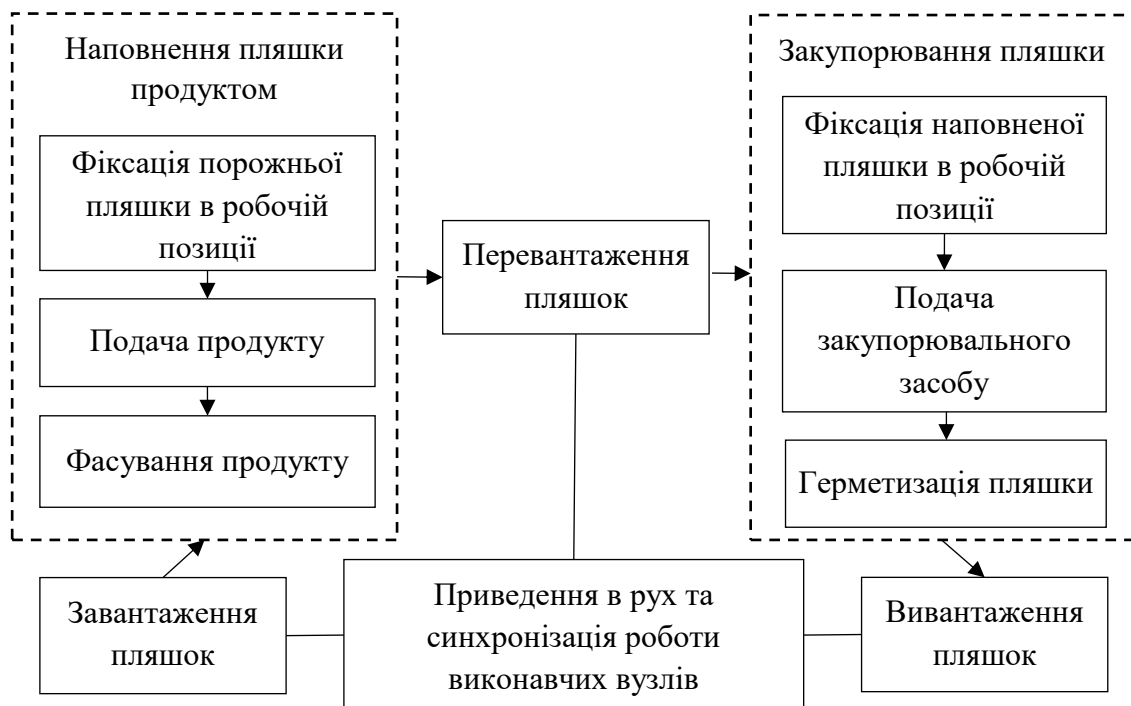 Наповнення пляшки
продуктом
Фіксація порожньої
пляшки в робочій
позиції
Подача продукту
Фасування продукту
Перевантаження
пляшок
Закупорювання пляшки
Фіксація наповненої
пляшки в робочій
позиції
Подача
закупорювального
засобу
Герметизація пляшки
Завантаження
пляшок
Приведення в рух та
синхронізація роботи
виконавчих вузлів
Вивантаження
пляшок